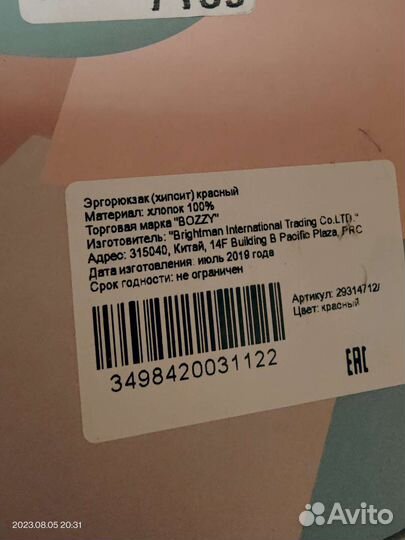 Эргорюкзак (хипсит) красный
Материал: хлопок 100%
Торговая марка "BOZZY"
Изготовитель: "Brightman International Trading Co.LTD."
Адрес: 315040, Китай, 14F Building B Pacific Plaza, PRC
Дата изготовления: июль 2019 года
Срок годности: не ограничен
Артикул: 29314712/
Цвет: красный
3498420031122
EAC
2023.08.05 20:31
Avito